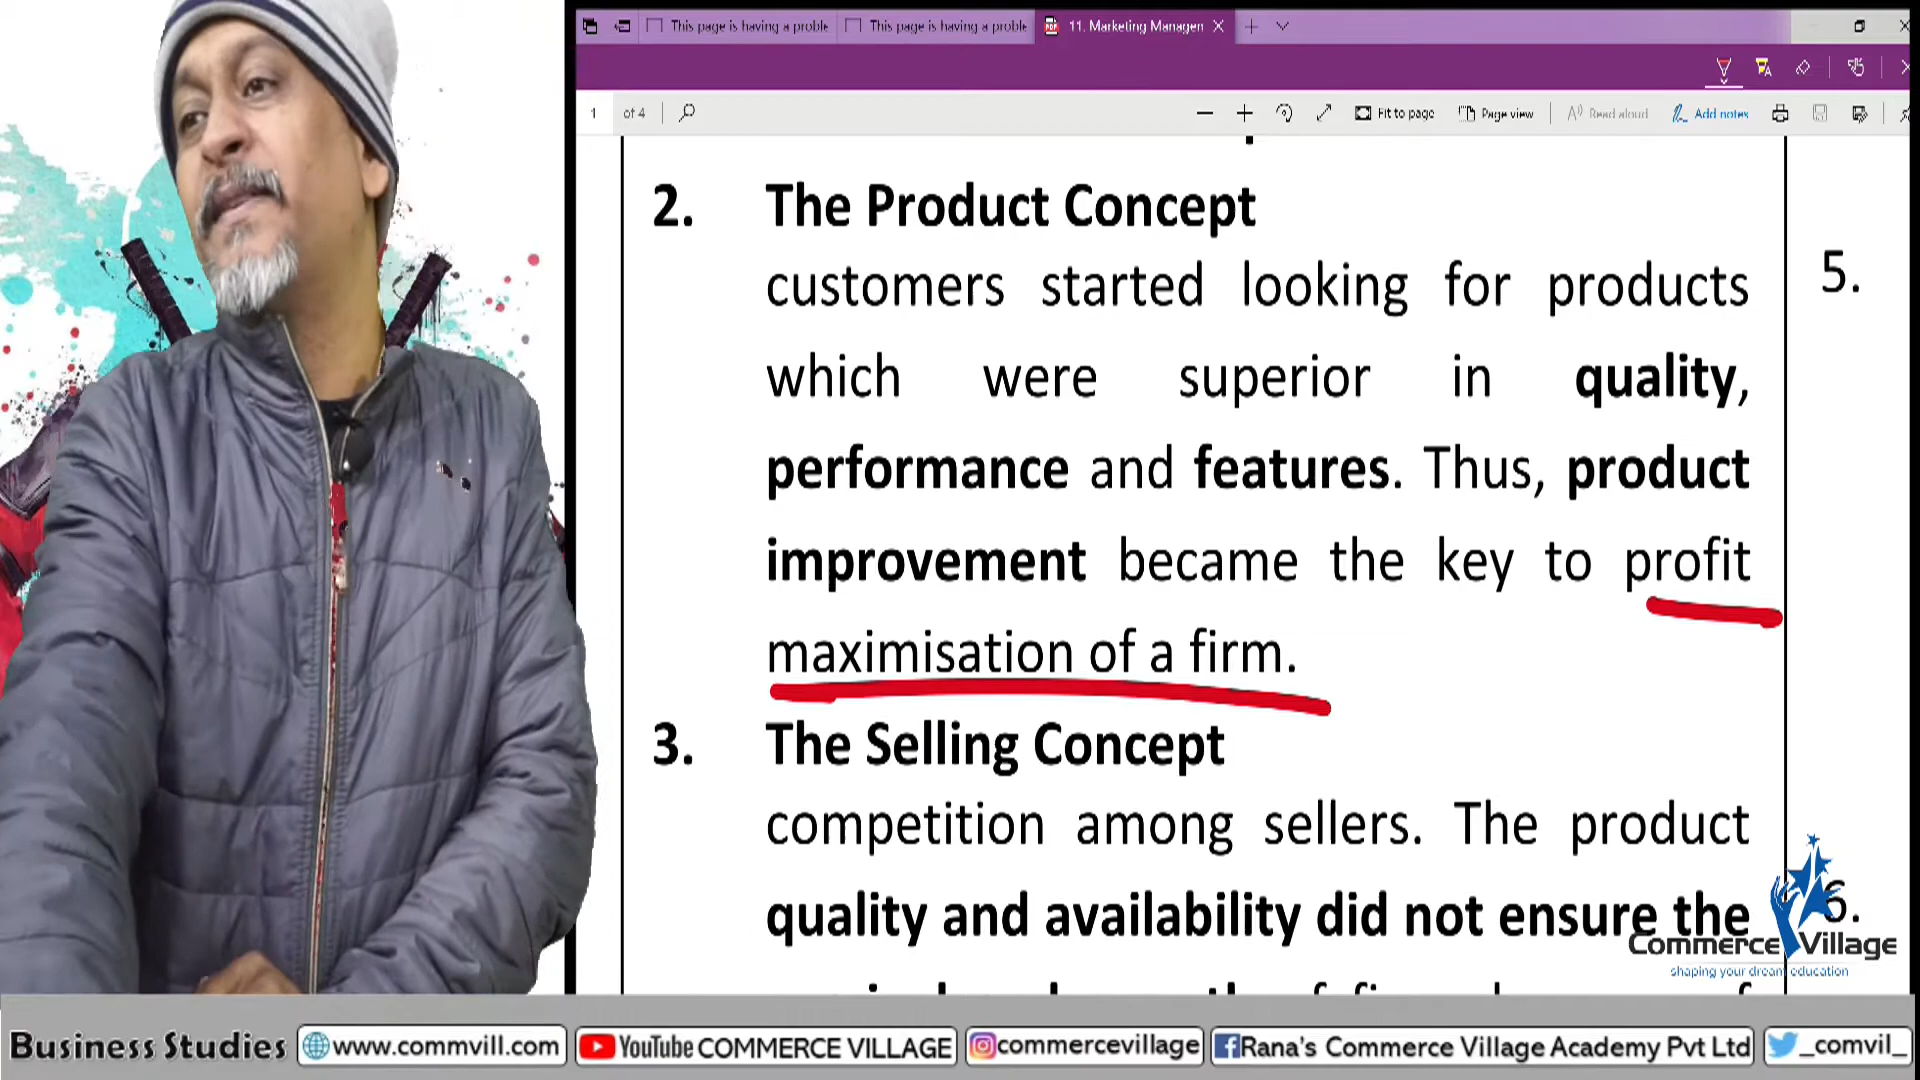 This page is having a proble
This page is having a proble
11. Marketing Managen
1 of 4
Fit to page
Page view
Read aloud
Add notes
2. The Product Concept
customers started looking for products
which were superior in quality,
performance and features. Thus, product
improvement became the key to profit
maximisation of a firm.
3. The Selling Concept
competition among sellers. The product
quality and availability did not ensure the
5.
6.
Commerce Village
shaping your dream education
Business Studies
www.commvill.com
YouTube COMMERCE VILLAGE
commercevillage
Rana's Commerce Village Academy Pvt Ltd
_comvil_